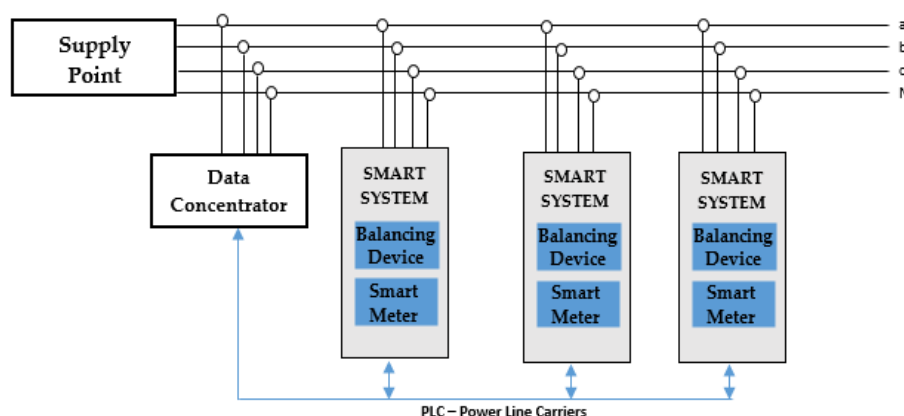 Supply
Point
a
b
c
N
Data
Concentrator
SMART
SYSTEM
Balancing
Device
Smart
Meter
SMART
SYSTEM
Balancing
Device
Smart
Meter
SMART
SYSTEM
Balancing
Device
Smart
Meter
PLC – Power Line Carriers